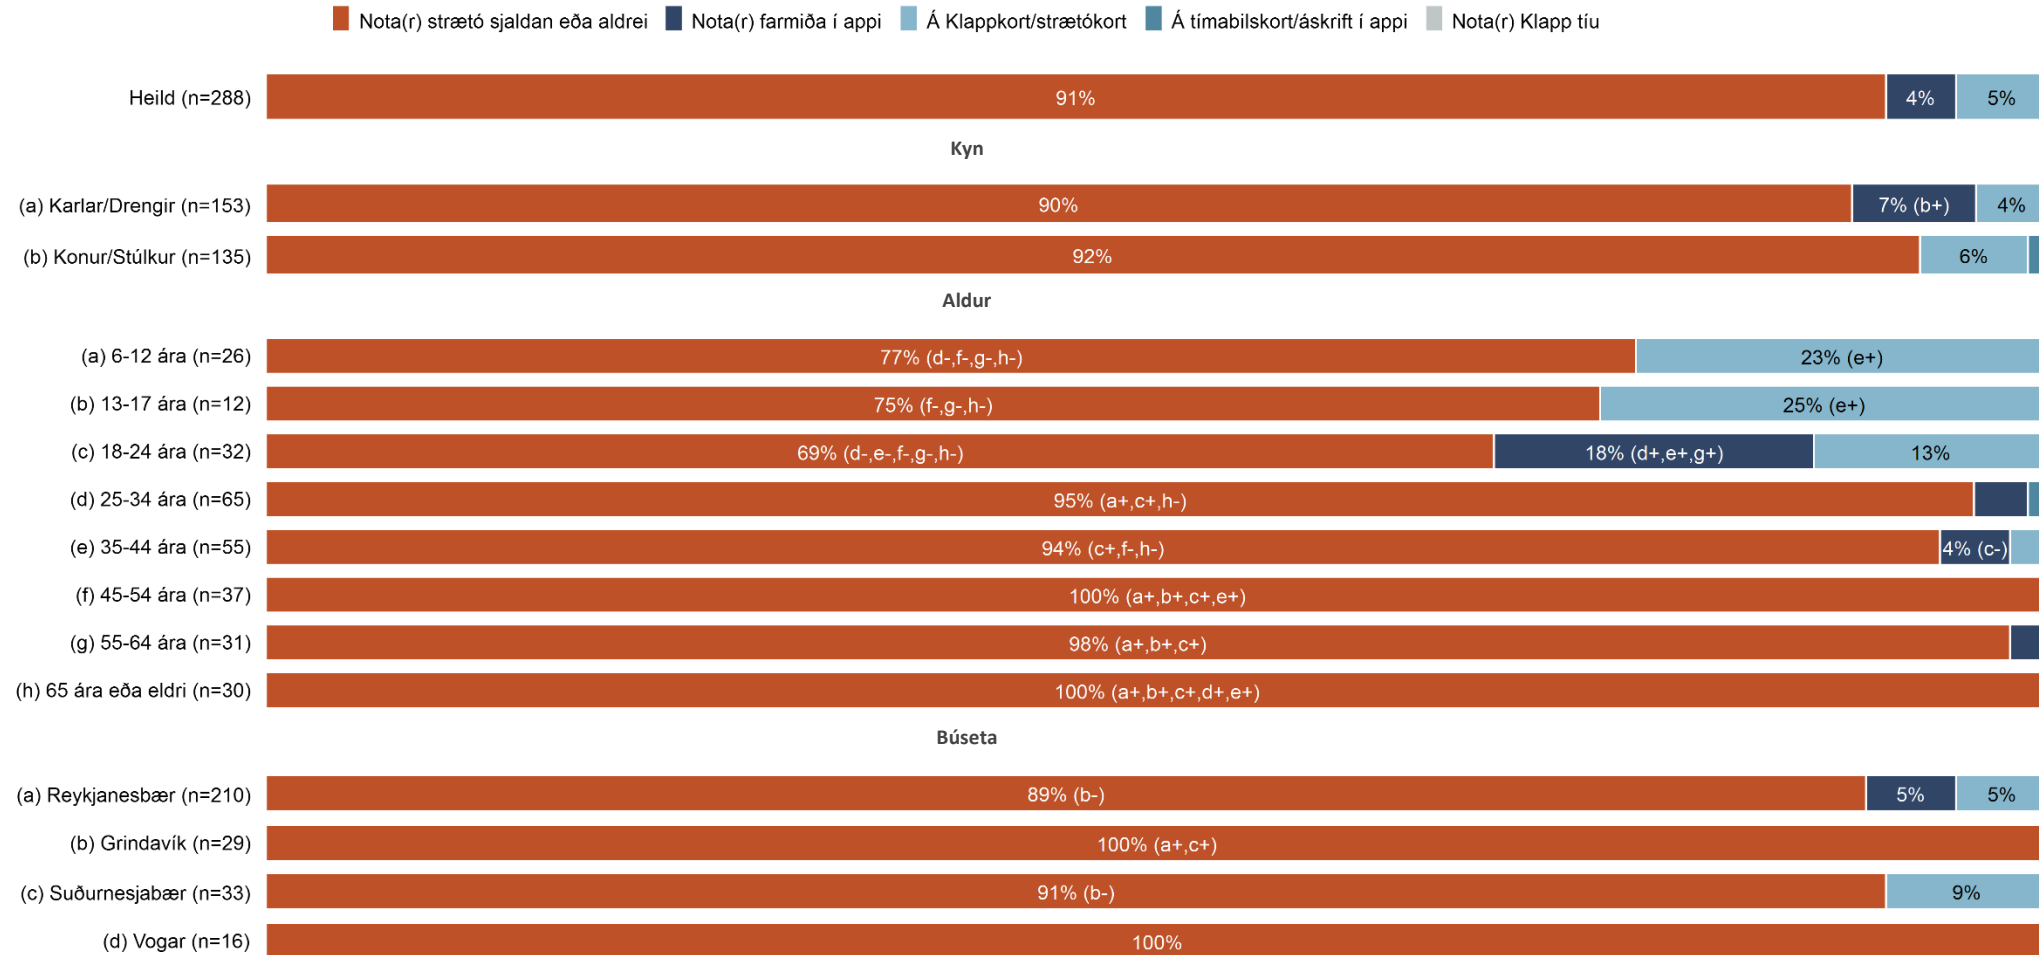 Nota(r) strætó sjaldan eða aldrei Nota(r) farmiða í appi Á Klappkort/strætókort Á tímabilskort/áskrift í appi Nota(r) Klapp tíu
Heild (n=288) 91% 4% 5%
Kyn
(a) Karlar/Drengir (n=153) 90% 7% (b+) 4%
(b) Konur/Stúlkur (n=135) 92% 6%
Aldur
(a) 6-12 ára (n=26) 77% (d-,f-,g-,h-) 23% (e+)
(b) 13-17 ára (n=12) 75% (f-,g-,h-) 25% (e+)
(c) 18-24 ára (n=32) 69% (d-,e-,f-,g-,h-) 18% (d+,e+,g+) 13%
(d) 25-34 ára (n=65) 95% (a+,c+,h-)
(e) 35-44 ára (n=55) 94% (c+,f-,h-) 4% (c-)
(f) 45-54 ára (n=37) 100% (a+,b+,c+,e+)
(g) 55-64 ára (n=31) 98% (a+,b+,c+)
(h) 65 ára eða eldri (n=30) 100% (a+,b+,c+,d+,e+)
Búseta
(a) Reykjanesbær (n=210) 89% (b-) 5% 5%
(b) Grindavík (n=29) 100% (a+,c+)
(c) Suðurnesjabær (n=33) 91% (b-) 9%
(d) Vogar (n=16) 100%